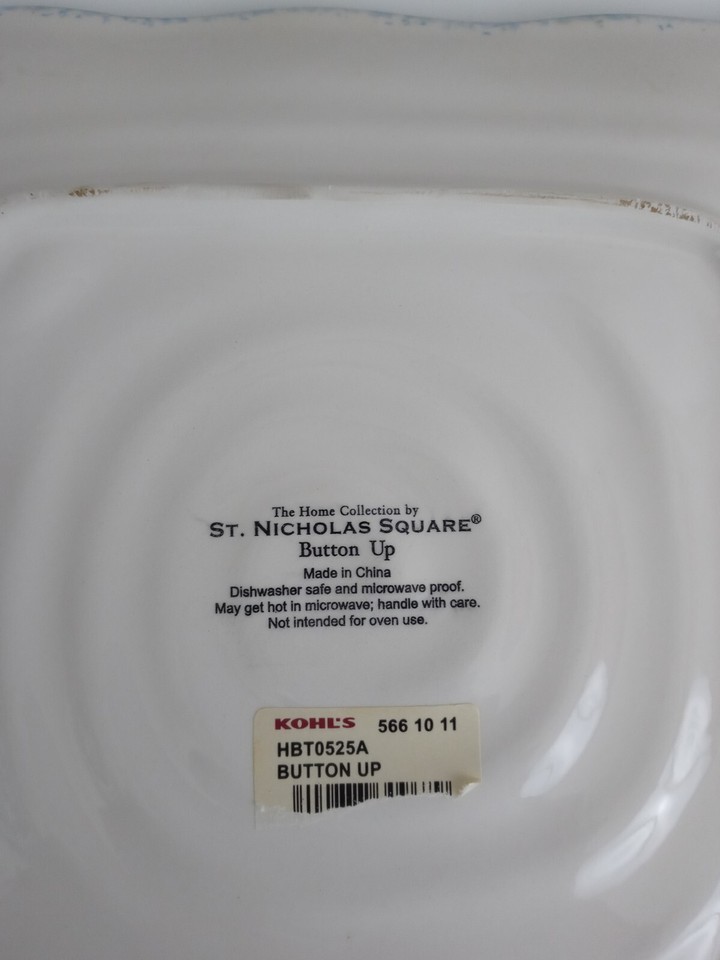 The Home Collection by
ST. NICHOLAS SQUARE®
Button Up
Made in China
Dishwasher safe and microwave proof.
May get hot in microwave; handle with care.
Not intended for oven use.
KOHL'S 566 10 11
HBT0525A
BUTTON UP